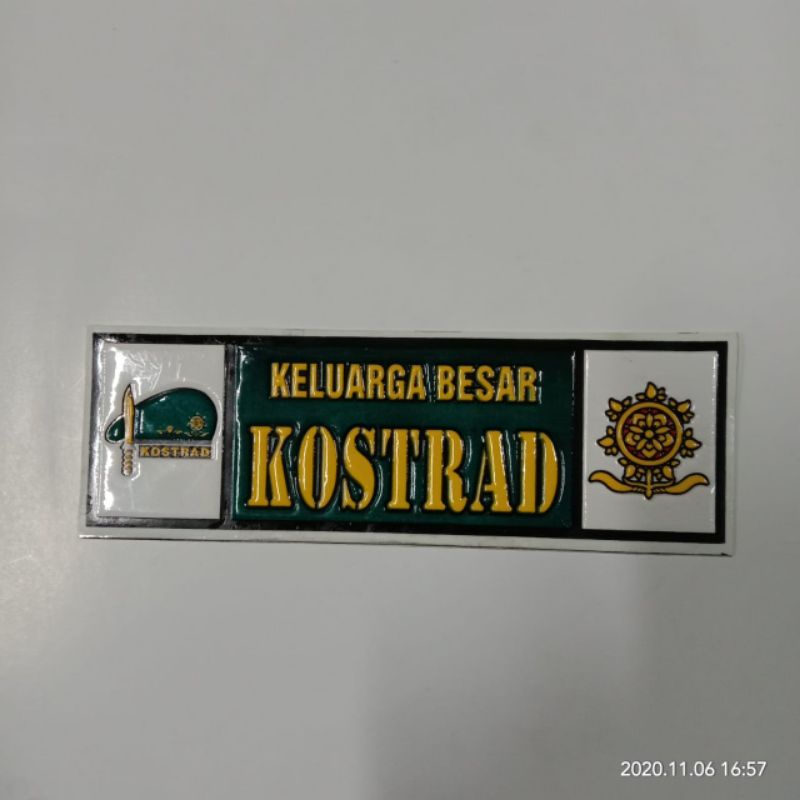 KELUARGA BESAR
KOSTRAD
KOSTRAD
2020.11.06 16:57